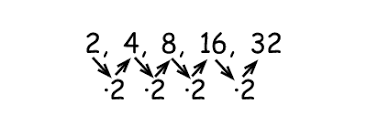 2, 4, 8, 16, 32
·2 ·2 ·2 ·2